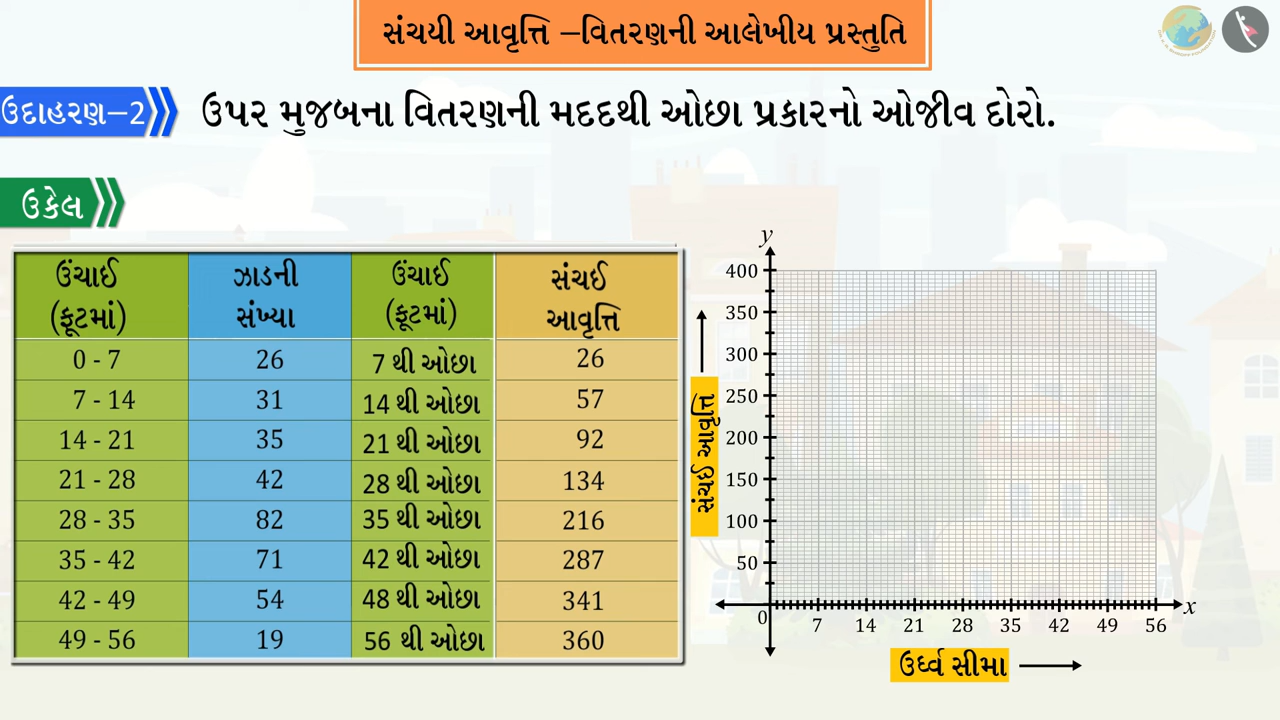 સંચયી આવૃત્તિ –વિતરણની આલેખીય પ્રસ્તુતિ
ઉદાહરણ–2 ઉપર મુજબના વિતરણની મદદથી ઓછા પ્રકારનો ઓજીવ દોરો.
ઉકેલ
ઉંચાઈ (ફૂટમાં) ઝાડની સંખ્યા ઉંચાઈ (ફૂટમાં) સંચઈ આવૃત્તિ
0 - 7 26 7 થી ઓછા 26
7 - 14 31 14 થી ઓછા 57
14 - 21 35 21 થી ઓછા 92
21 - 28 42 28 થી ઓછા 134
28 - 35 82 35 થી ઓછા 216
35 - 42 71 42 થી ઓછા 287
42 - 49 54 48 થી ઓછા 341
49 - 56 19 56 થી ઓછા 360
y
400
350
300
250
200
150
100
50
સંચઈ આવૃત્તિ
0 7 14 21 28 35 42 49 56 x
ઉર્ધ્વ સીમા